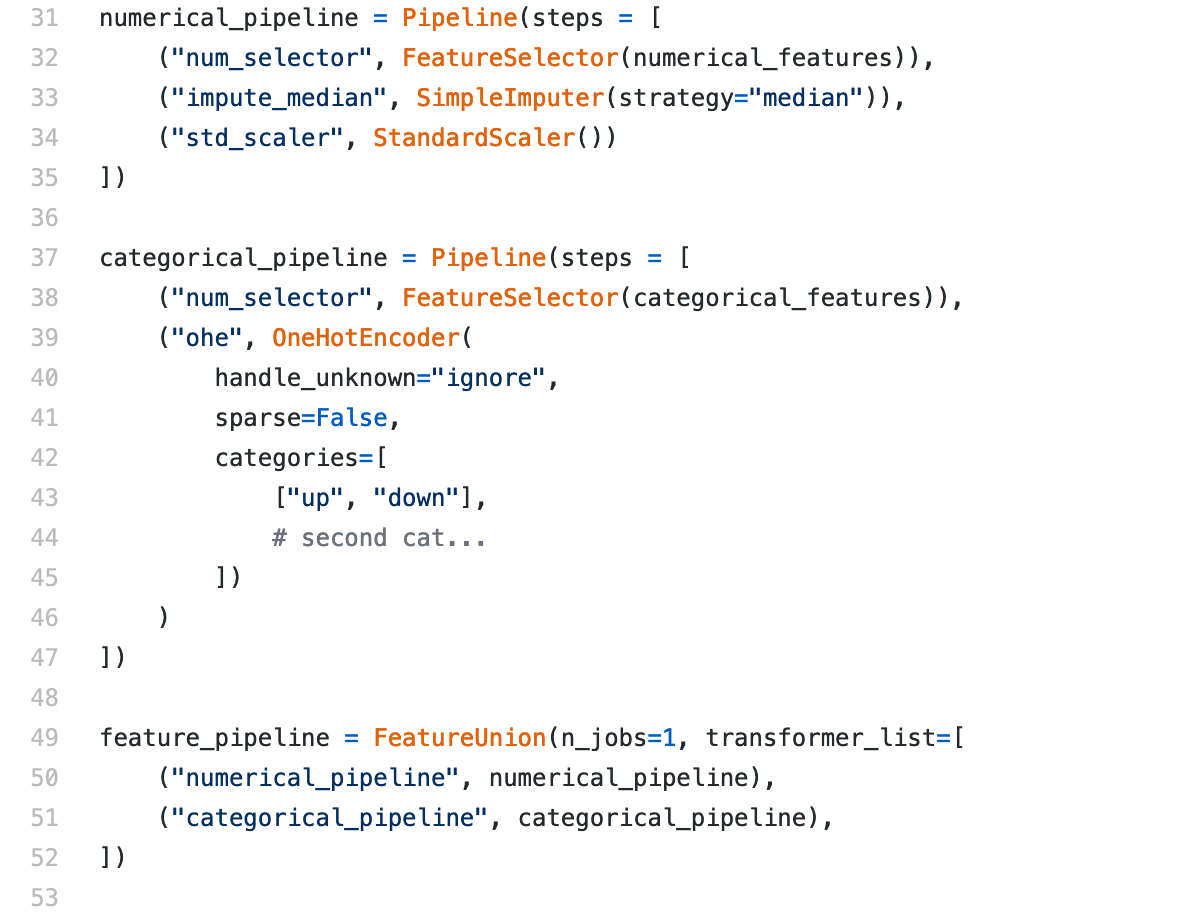 31 numerical_pipeline = Pipeline(steps = [
32     ("num_selector", FeatureSelector(numerical_features)),
33     ("impute_median", SimpleImputer(strategy="median")),
34     ("std_scaler", StandardScaler())
35 ])
36
37 categorical_pipeline = Pipeline(steps = [
38     ("num_selector", FeatureSelector(categorical_features)),
39     ("ohe", OneHotEncoder(
40         handle_unknown="ignore",
41         sparse=False,
42         categories=[
43             ["up", "down"],
44             # second cat...
45         ])
46     )
47 ])
48
49 feature_pipeline = FeatureUnion(n_jobs=1, transformer_list=[
50     ("numerical_pipeline", numerical_pipeline),
51     ("categorical_pipeline", categorical_pipeline),
52 ])
53